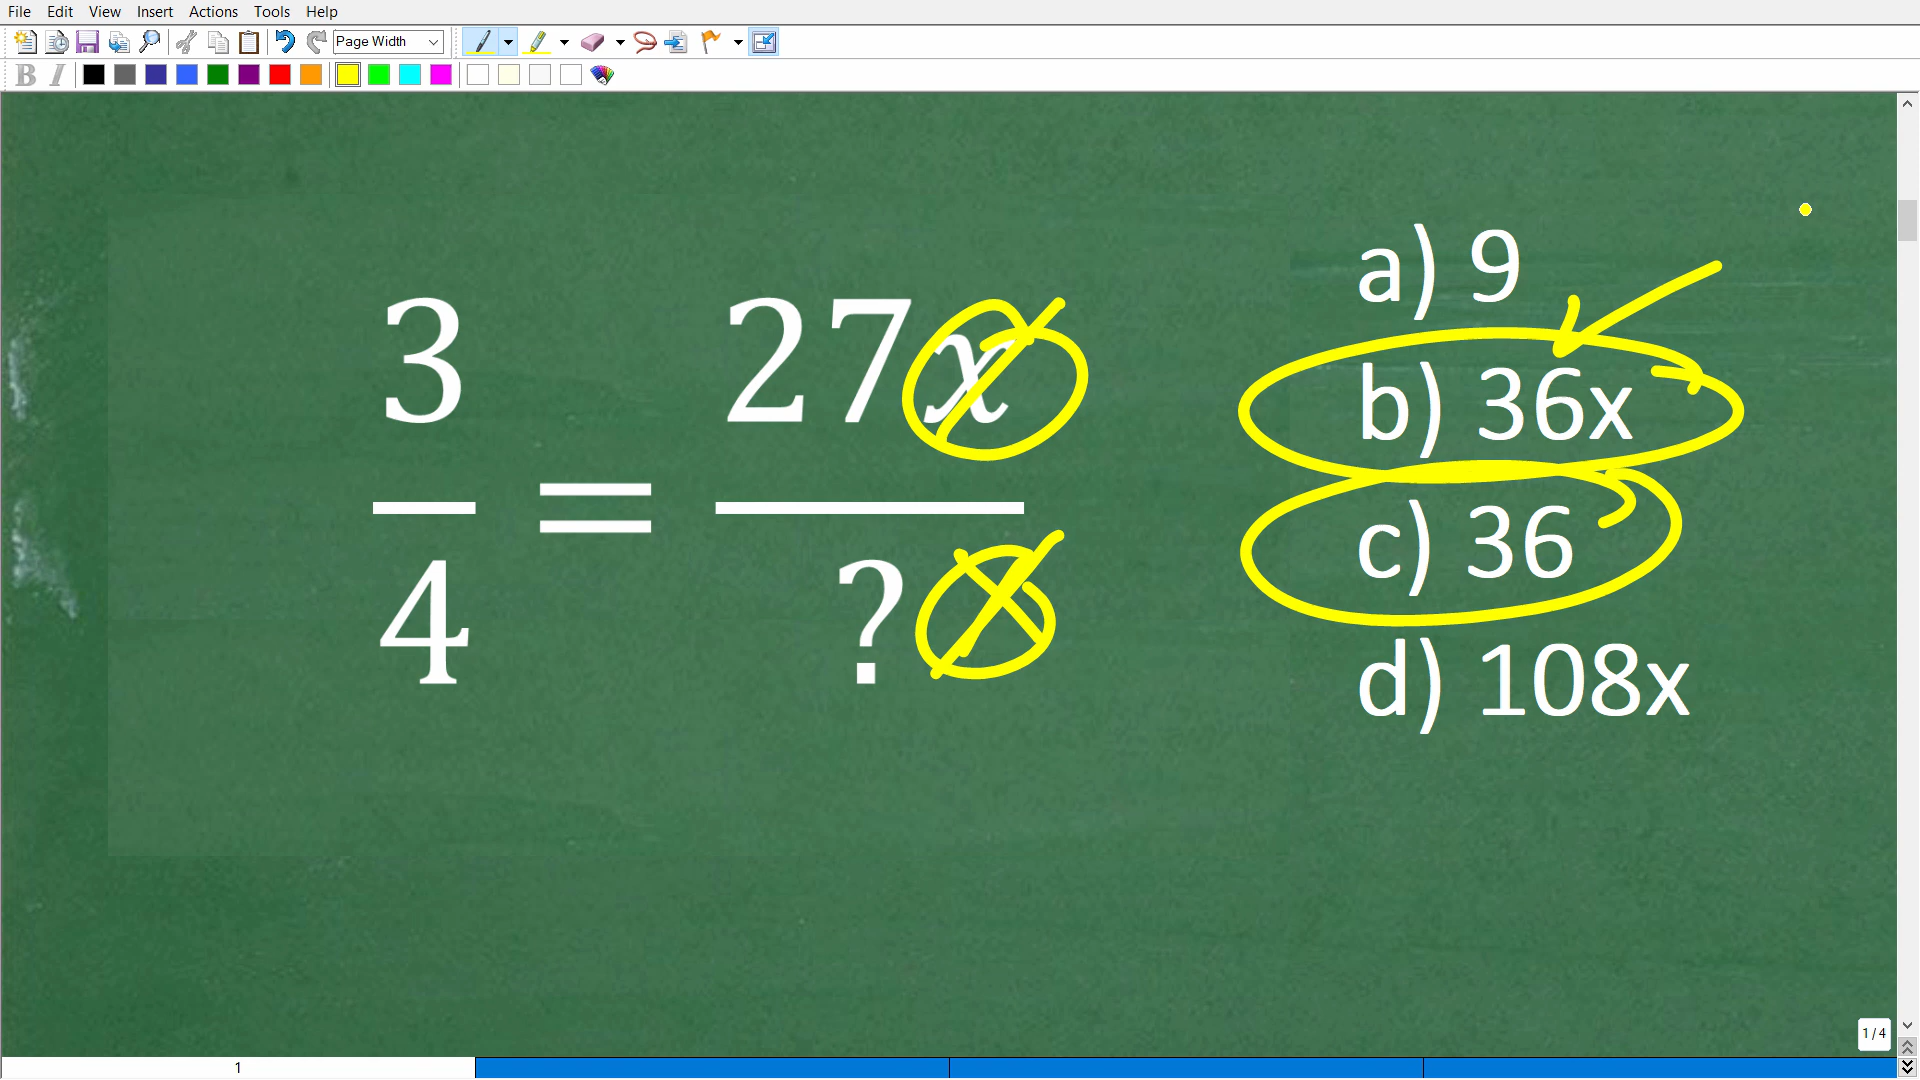 File Edit View Insert Actions Tools Help
Page Width
B I
3/4 = 27x/?
x
a) 9
b) 36x
c) 36
d) 108x
1 / 4
1